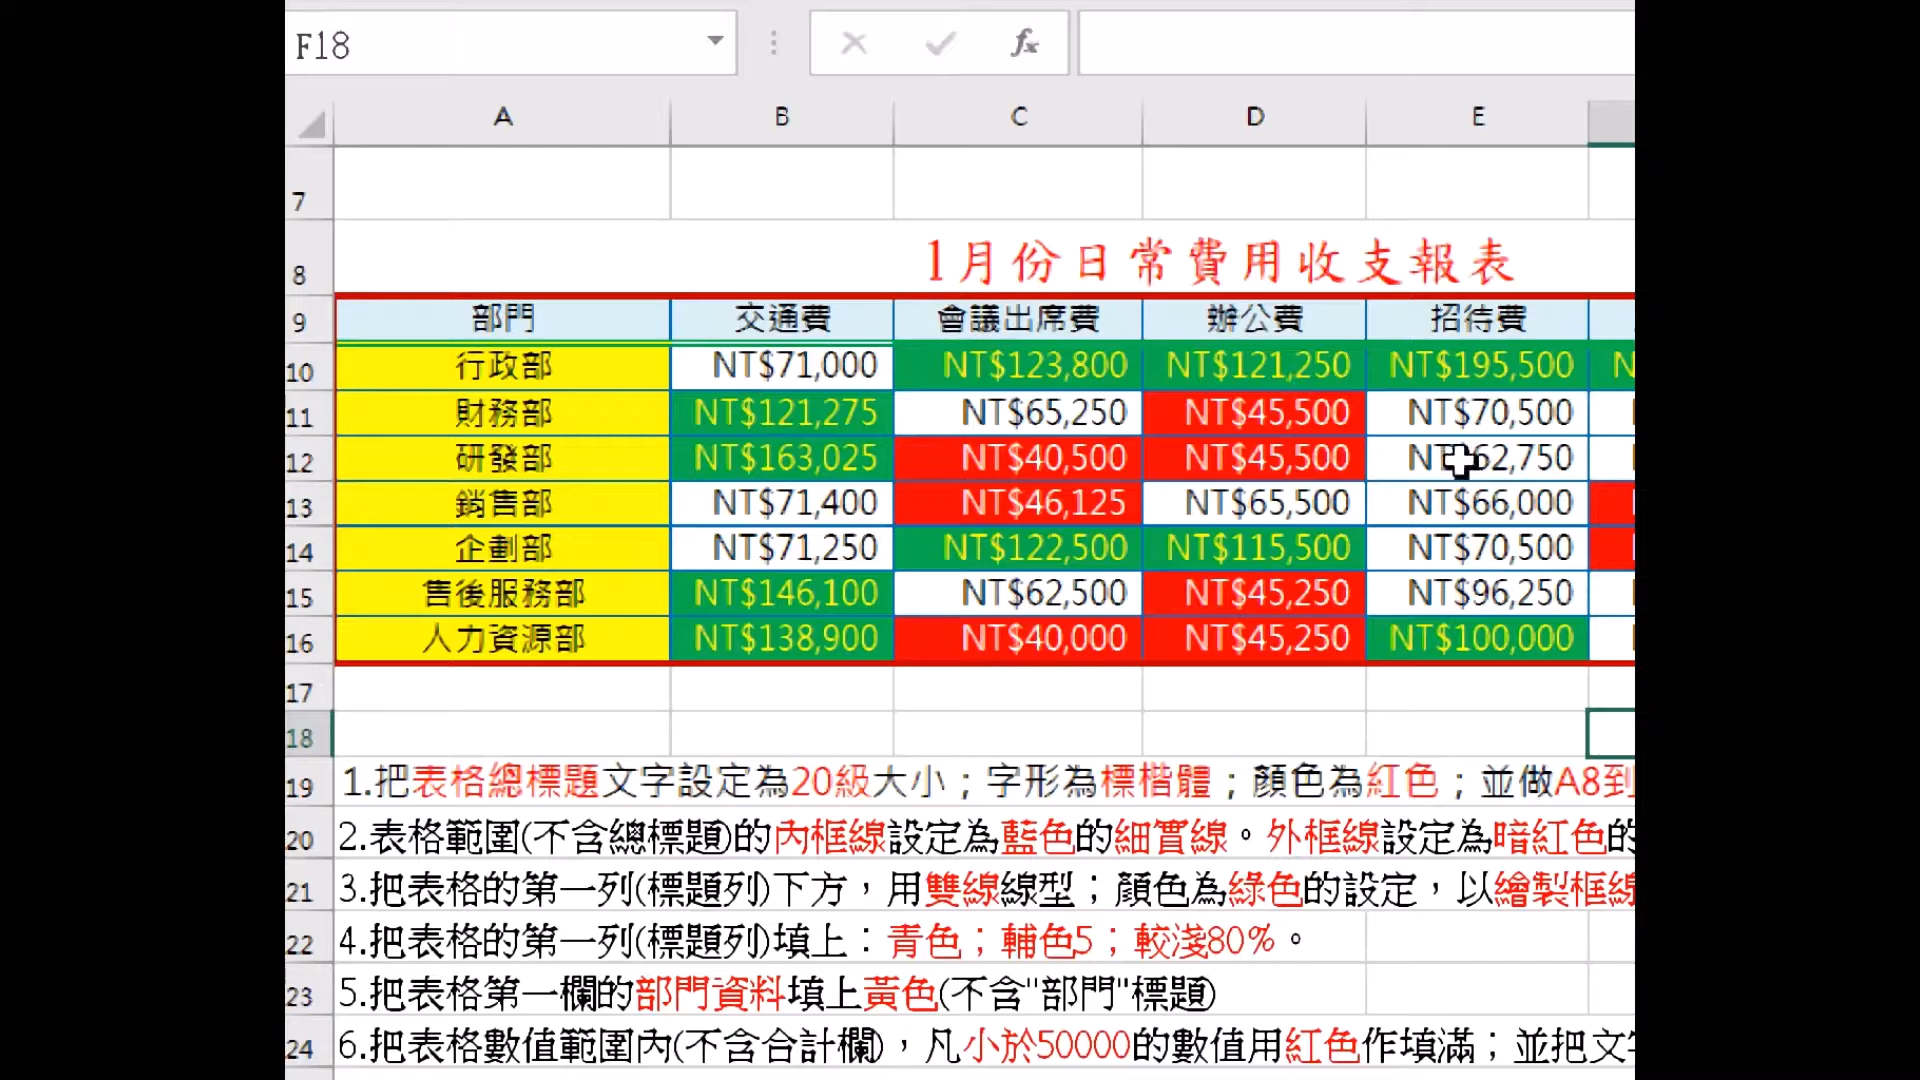 F18
fx
A B C D E
7
8 1月份日常費用收支報表
9 部門 交通費 會議出席費 辦公費 招待費
10 行政部 NT$71,000 NT$123,800 NT$121,250 NT$195,500 N
11 財務部 NT$121,275 NT$65,250 NT$45,500 NT$70,500
12 研發部 NT$163,025 NT$40,500 NT$45,500 62,750
13 銷售部 NT$71,400 NT$46,125 NT$65,500 NT$66,000
14 企劃部 NT$71,250 NT$122,500 NT$115,500 NT$70,500
15 售後服務部 NT$146,100 NT$62,500 NT$45,250 NT$96,250
16 人力資源部 NT$138,900 NT$40,000 NT$45,250 NT$100,000
17
18
19 1.把表格總標題文字設定為20級大小；字形為標楷體；顏色為紅色；並做A8到
20 2.表格範圍(不含總標題)的內框線設定為藍色的細實線。外框線設定為暗紅色的
21 3.把表格的第一列(標題列)下方，用雙線線型；顏色為綠色的設定，以繪製框線
22 4.把表格的第一列(標題列)填上：青色；輔色5；較淺80%。
23 5.把表格第一欄的部門資料填上黃色(不含"部門"標題)
24 6.把表格數值範圍內(不含合計欄)，凡小於50000的數值用紅色作填滿；並把文字